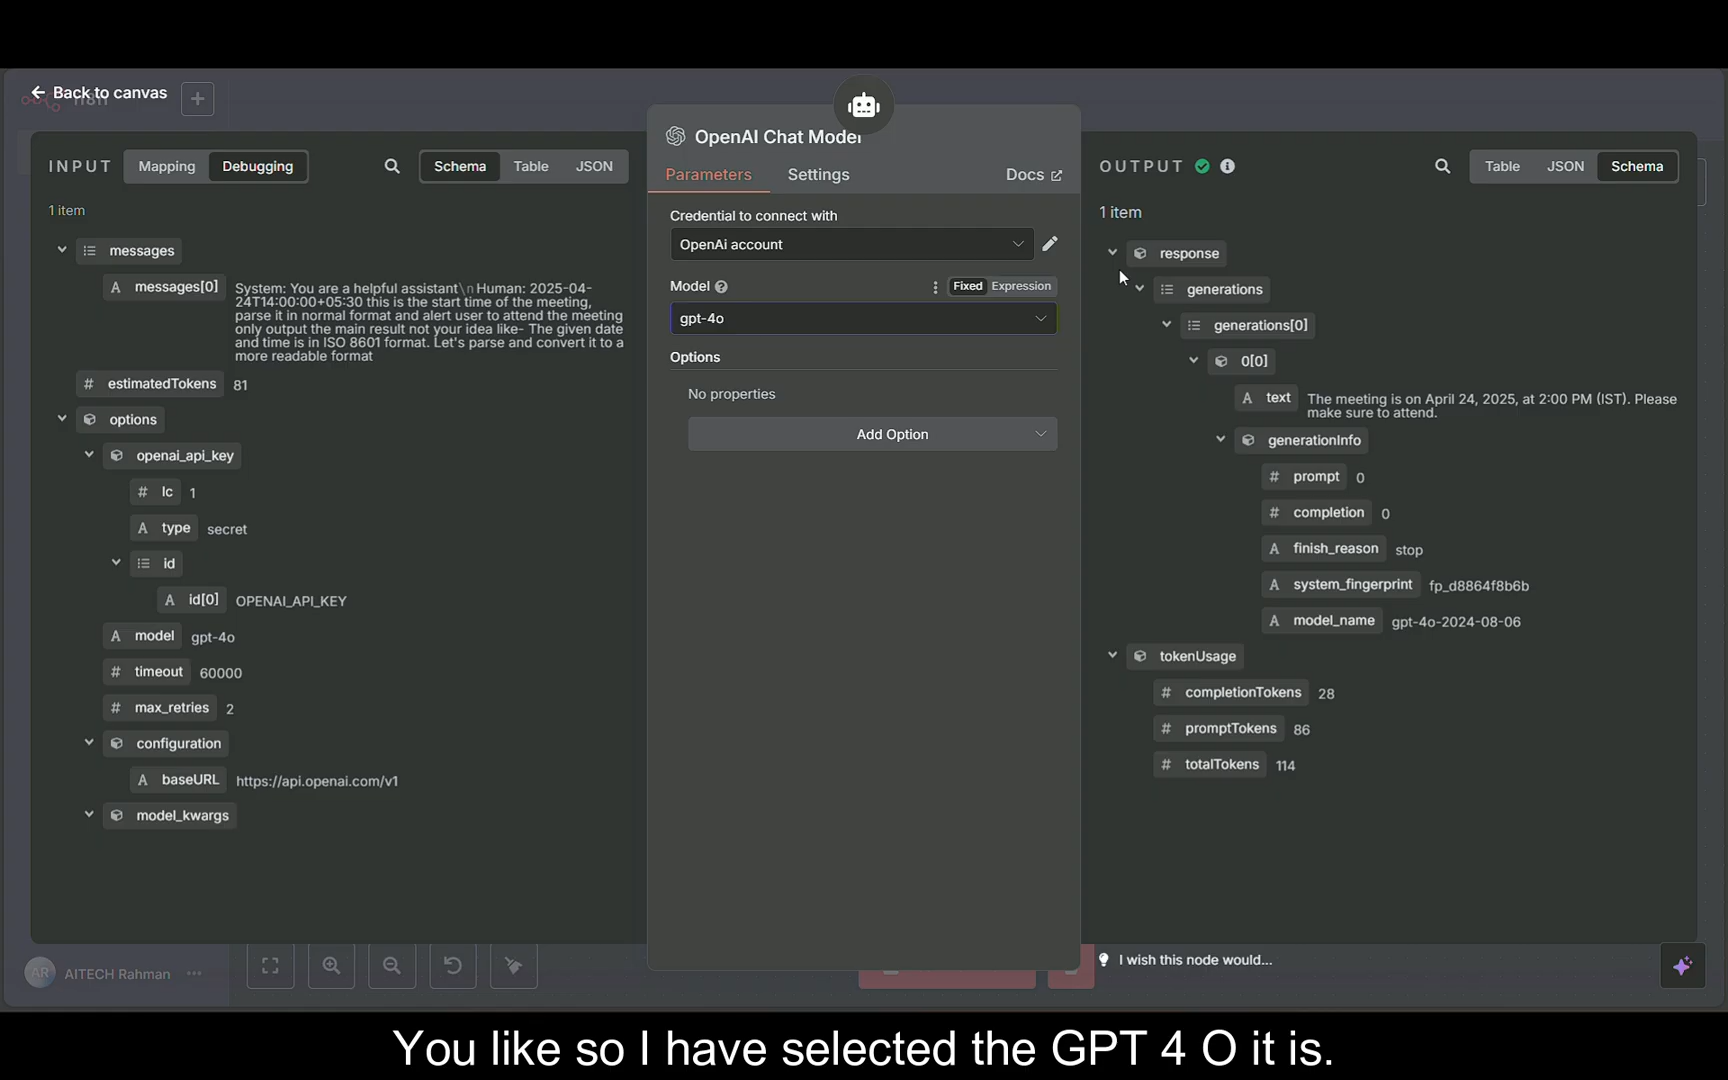 Back to canvas
n8n
OpenAI Chat Model
INPUT Mapping Debugging Schema Table JSON
Parameters Settings Docs
OUTPUT Table JSON Schema
1 item
messages
messages[0] System: You are a helpful assistant\nHuman: 2025-04-
24T14:00:00+05:30 this is the start time of the meeting,
parse it in normal format and alert user to attend the meeting
only output the main result not your idea like- The given date
and time is in ISO 8601 format. Let's parse and convert it to a
more readable format
# estimatedTokens 81
options
openai_api_key
# lc 1
A type secret
id
A id[0] OPENAI_API_KEY
A model gpt-4o
# timeout 60000
# max_retries 2
configuration
A baseURL https://api.openai.com/v1
model_kwargs
Credential to connect with
OpenAi account
Model Fixed Expression
gpt-4o
Options
No properties
Add Option
1 item
response
generations
generations[0]
0[0]
A text The meeting is on April 24, 2025, at 2:00 PM (IST). Please
make sure to attend.
generationInfo
# prompt 0
# completion 0
A finish_reason stop
A system_fingerprint fp_d8864f8b6b
A model_name gpt-4o-2024-08-06
tokenUsage
# completionTokens 28
# promptTokens 86
# totalTokens 114
AR AITECH Rahman
I wish this node would...
You like so I have selected the GPT 4 O it is.